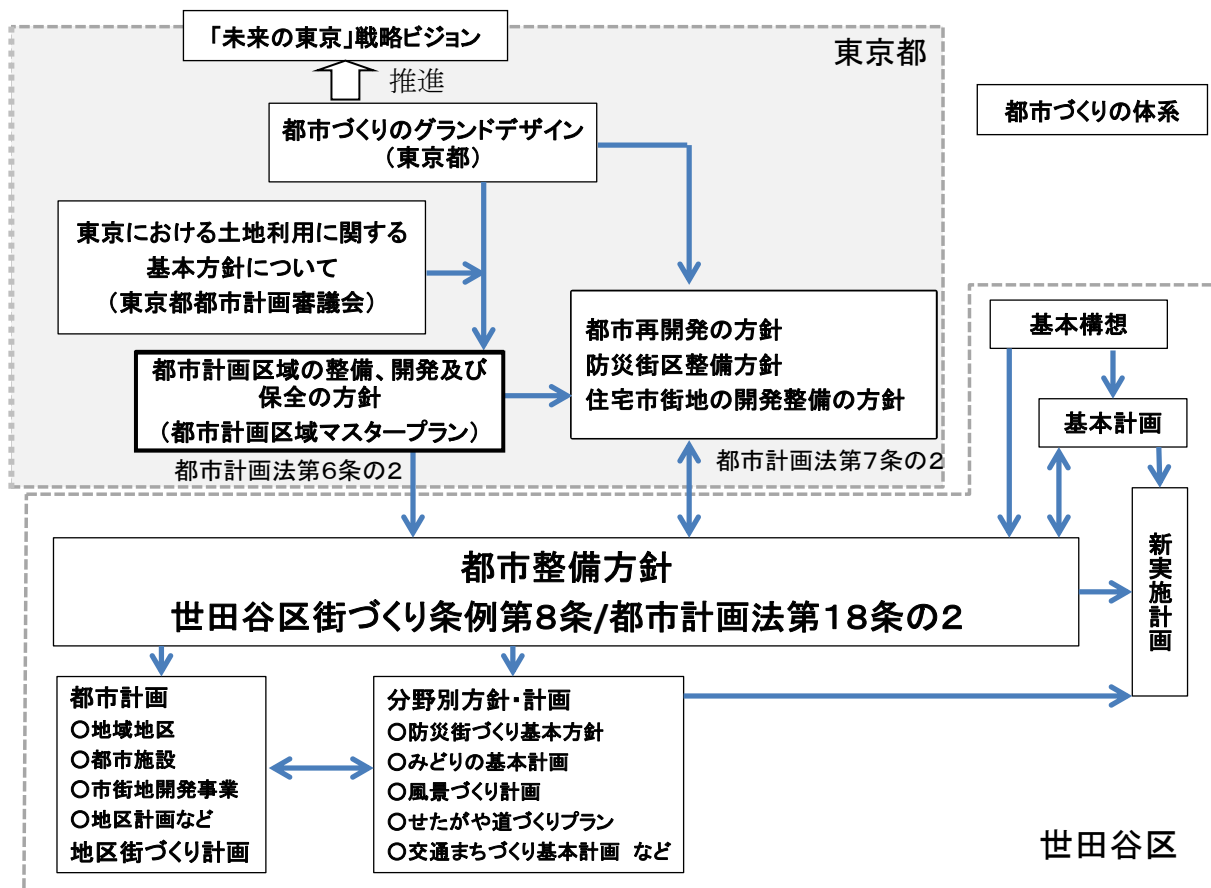 「未来の東京」戦略ビジョン
東京都
推進
都市づくりの体系
都市づくりのグランドデザイン
(東京都)
東京における土地利用に関する
基本方針について
(東京都都市計画審議会)
都市再開発の方針
防災街区整備方針
住宅市街地の開発整備の方針
基本構想
都市計画区域の整備、開発及び
保全の方針
(都市計画区域マスタープラン)
基本計画
都市計画法第6条の2
都市計画法第7条の2
新実施計画
都市整備方針
世田谷区街づくり条例第8条/都市計画法第18条の2
都市計画
○地域地区
○都市施設
○市街地開発事業
○地区計画など
地区街づくり計画
分野別方針・計画
○防災街づくり基本方針
○みどりの基本計画
○風景づくり計画
○せたがや道づくりプラン
○交通まちづくり基本計画 など
世田谷区